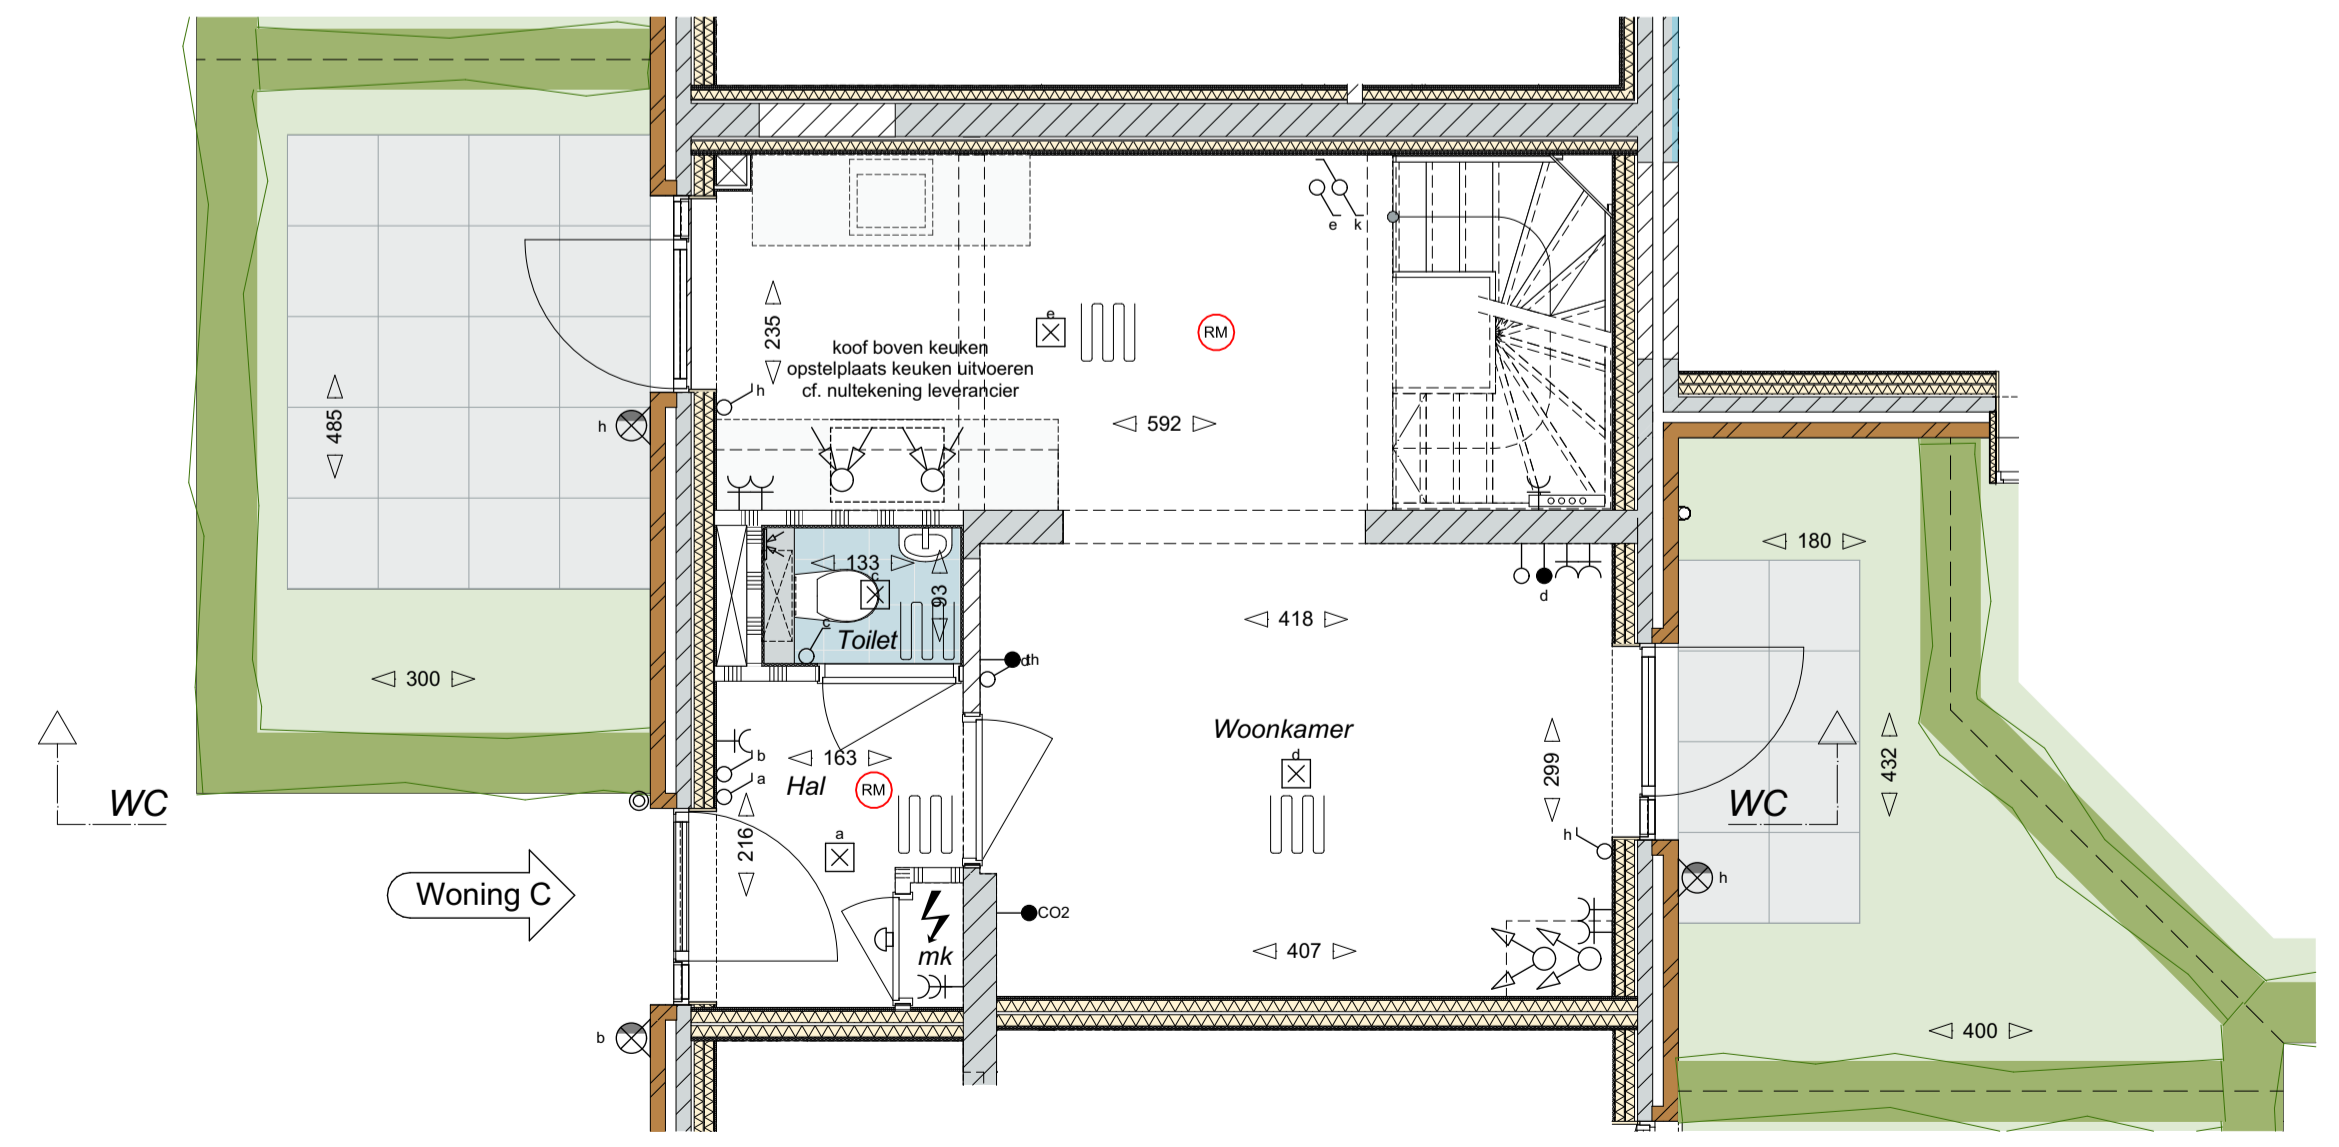 e k
e
RM
235
koof boven keuken
opstelplaats keuken uitvoeren
cf. nultekening leverancier
h
592
485
h
180
133
c
93
d
418
c
Toilet
th
d
300
Woonkamer
b
163
d
299
432
a
Hal
RM
WC
WC
a
216
h
h
Woning C
CO2
mk
407
b
400